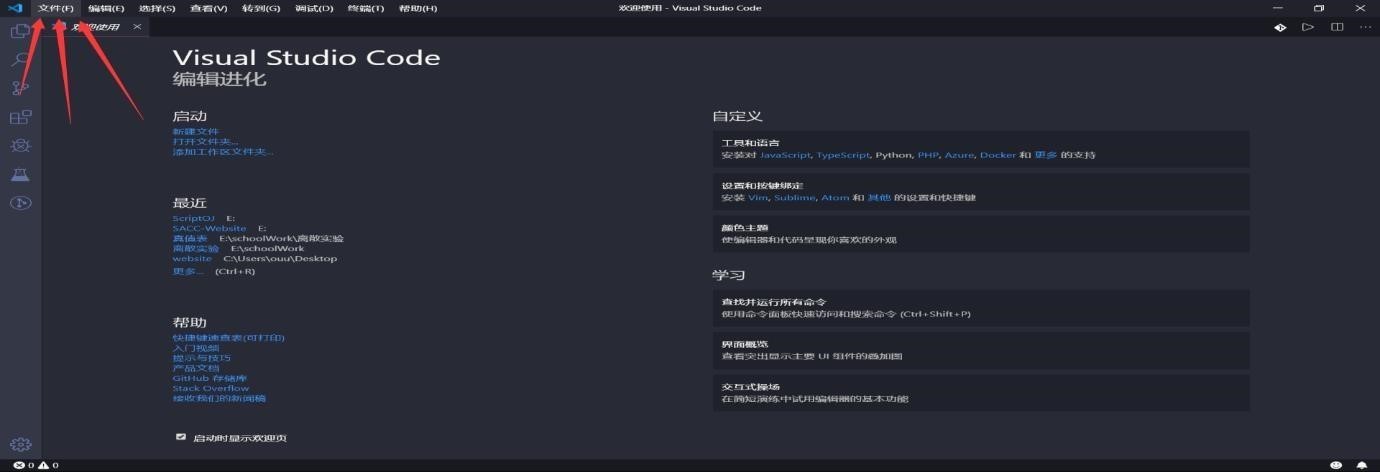 文件(F) 编辑(E) 选择(S) 查看(V) 转到(G) 调试(D) 终端(T) 帮助(H) 欢迎使用 - Visual Studio Code
欢迎使用
Visual Studio Code
编辑进化
启动
新建文件
打开文件夹...
添加工作区文件夹...
最近
ScriptOJ E:
SACC-Website E:
真值表 E:\schoolWork\离散实验
离散实验 E:\schoolWork
website C:\Users\ouu\Desktop
更多... (Ctrl+R)
帮助
快捷键速查表(可打印)
入门视频
提示与技巧
产品文档
GitHub 存储库
Stack Overflow
接收我们的新闻稿
启动时显示欢迎页
自定义
工具和语言
安装对 JavaScript, TypeScript, Python, PHP, Azure, Docker 和 更多 的支持
设置和按键绑定
安装 Vim, Sublime, Atom 和 其他 的设置和快捷键
颜色主题
使编辑器和代码呈现你喜欢的外观
学习
查找并运行所有命令
使用命令面板快速访问和搜索命令 (Ctrl+Shift+P)
界面概览
查看突出显示主要 UI 组件的叠加图
交互式操场
在简短演练中试用编辑器的基本功能
0 0